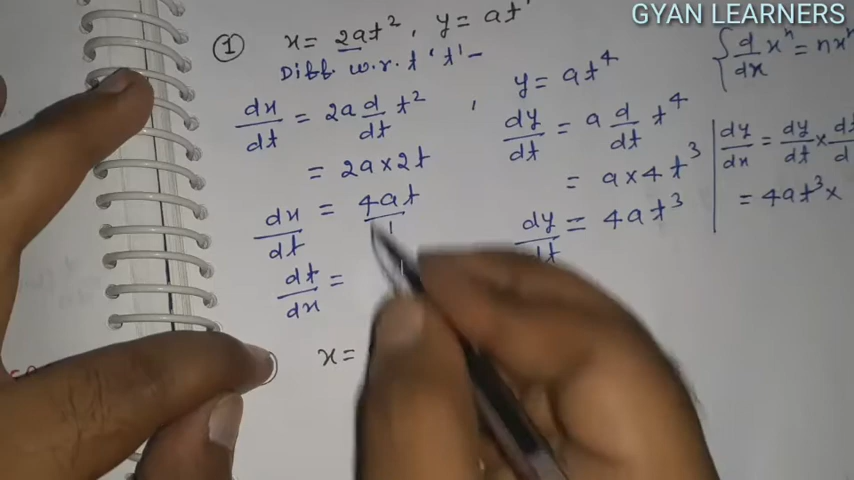 GYAN LEARNERS
① x = 2at², y = at
Diff. w.r.t 't' -
dx/dt = 2a d/dt t²
= 2a × 2t
dx/dt = 4at/1
dt/dx =
x =
, y = at⁴
dy/dt = a d/dt t⁴
= a × 4t³
dy/dt = 4at³
{ d/dx xⁿ = nx
dy/dx = dy/dt ×
= 4at³ ×